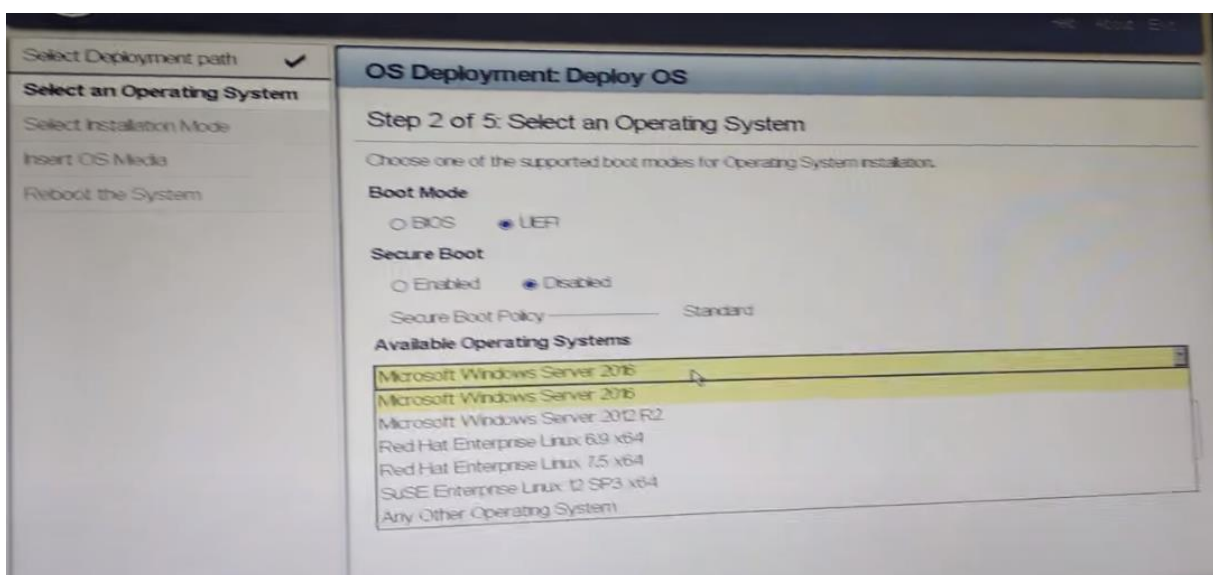 Help About Exit
Select Deployment path
Select an Operating System
Select Installation Mode
Insert OS Media
Reboot the System
OS Deployment: Deploy OS
Step 2 of 5: Select an Operating System
Choose one of the supported boot modes for Operating System installation.
Boot Mode
BIOS UEFI
Secure Boot
Enabled Disabled
Secure Boot Policy Standard
Available Operating Systems
Microsoft Windows Server 2016
Microsoft Windows Server 2016
Microsoft Windows Server 2012 R2
Red Hat Enterprise Linux 6.9 x64
Red Hat Enterprise Linux 7.5 x64
SuSE Enterprise Linux 12 SP3 x64
Any Other Operating System